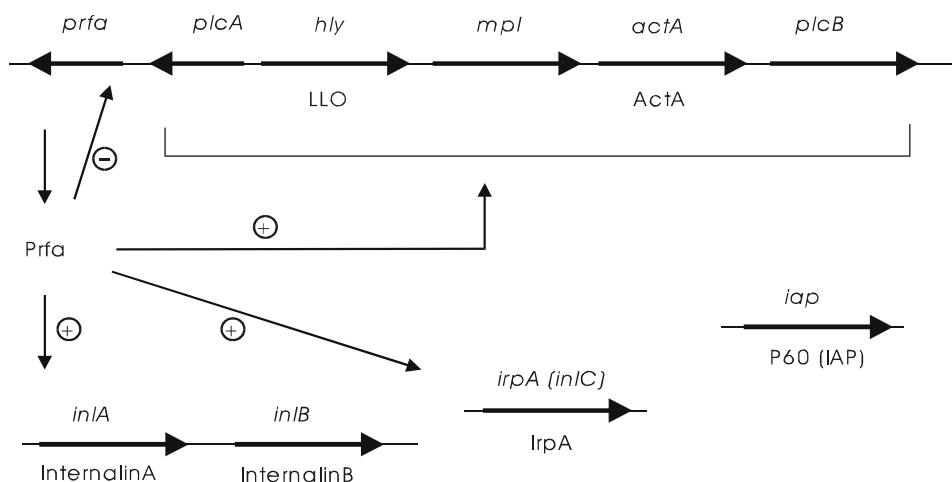 prfa plcA hly mpl actA plcB
LLO ActA
−
Prfa +
iap
+ + P60 (IAP)
irpA (inlC)
inlA inlB
IrpA
InternalinA InternalinB